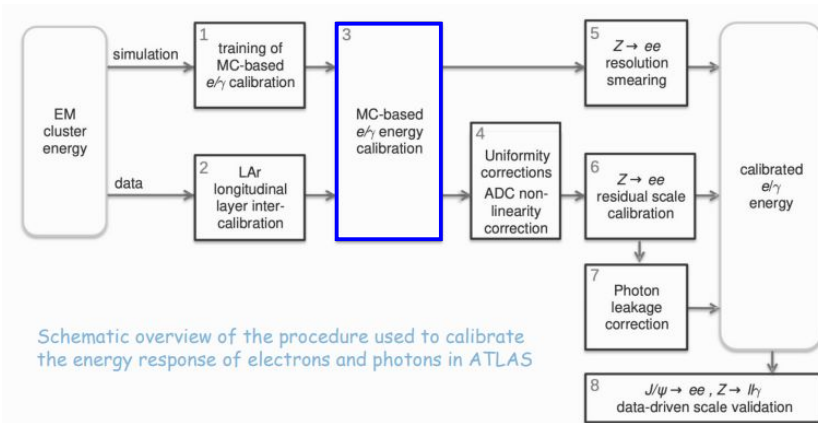 EM
cluster
energy
simulation
data
1
training of
MC-based
e/γ calibration
2
LAr
longitudinal
layer inter-
calibration
3
MC-based
e/γ energy
calibration
4
Uniformity
corrections
ADC non-
linearity
correction
5
Z → ee
resolution
smearing
6
Z → ee
residual scale
calibration
7
Photon
leakage
correction
calibrated
e/γ
energy
8
J/ψ → ee , Z → llγ
data-driven scale validation
Schematic overview of the procedure used to calibrate
the energy response of electrons and photons in ATLAS